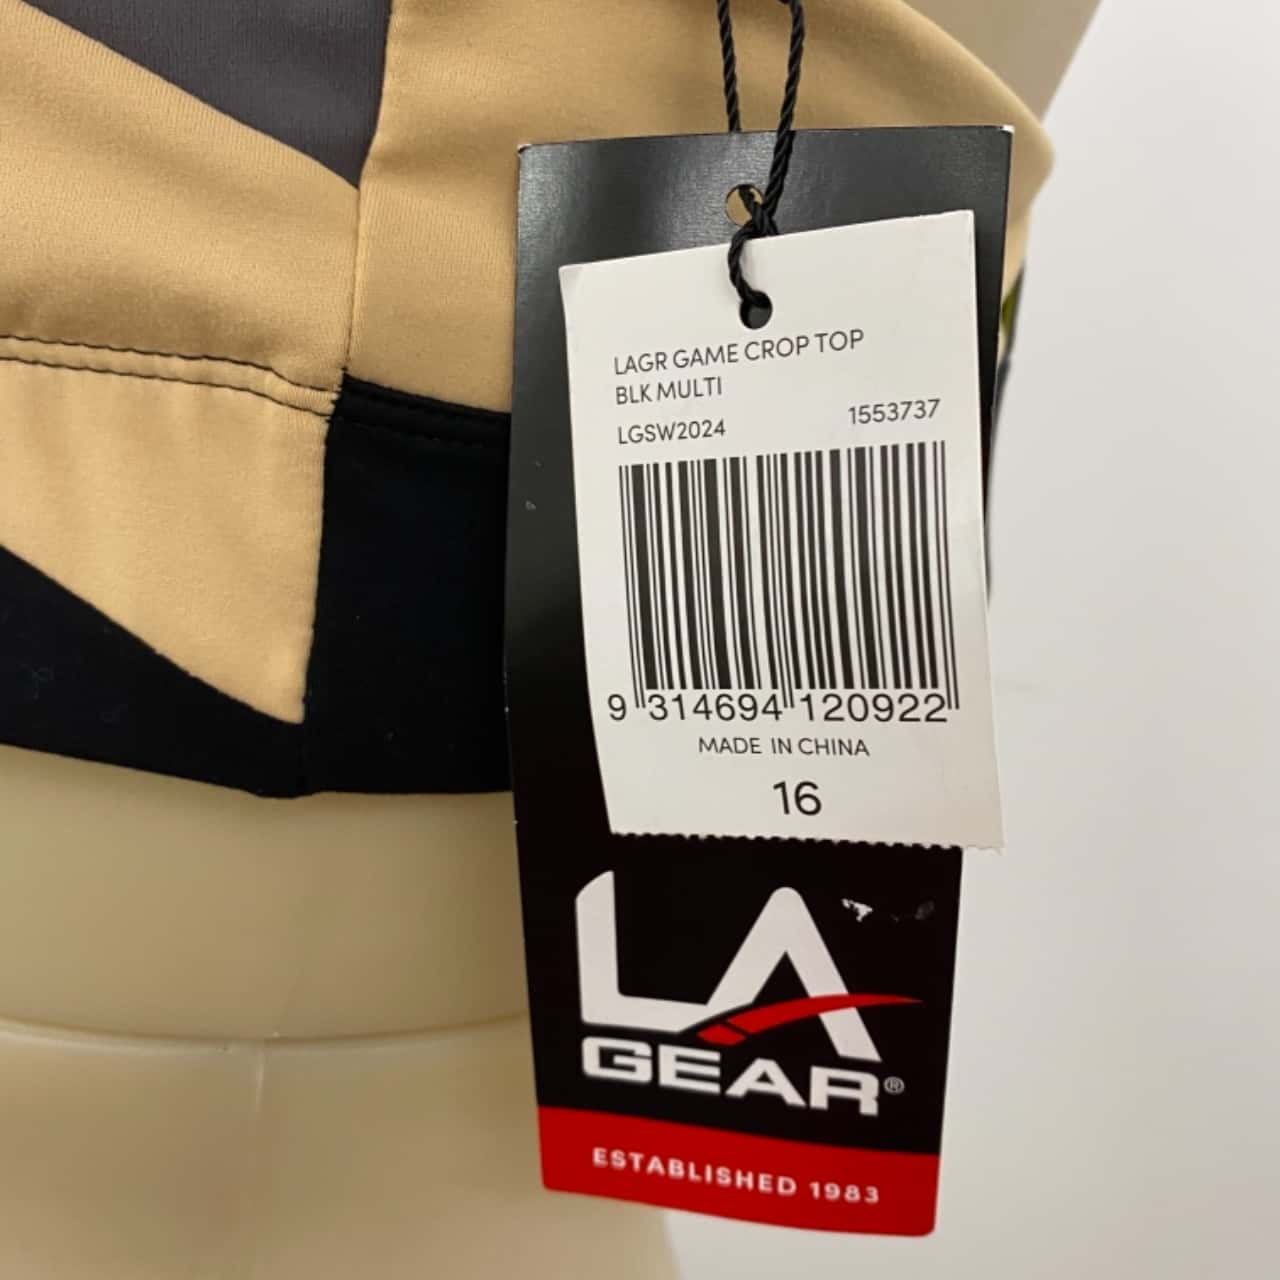 LAGR GAME CROP TOP
BLK MULTI
LGSW2024 1553737
9 314694 120922
MADE IN CHINA
16
LA
GEAR®
ESTABLISHED 1983